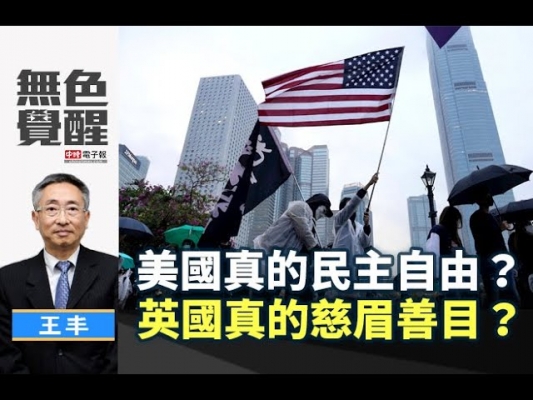 無色
覺醒
中時電子報
王丰
美國真的民主自由？
英國真的慈眉善目？